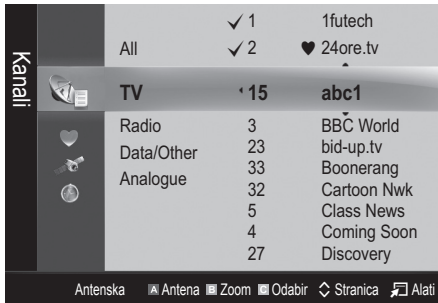 Kanali
✓ 1 1futech
All ✓ 2 ♥ 24ore.tv
TV 15 abc1
Radio 3 BBC World
Data/Other 23 bid-up.tv
Analogue 33 Boonerang
32 Cartoon Nwk
5 Class News
4 Coming Soon
27 Discovery
Antenska A Antena B Zoom C Odabir Stranica Alati